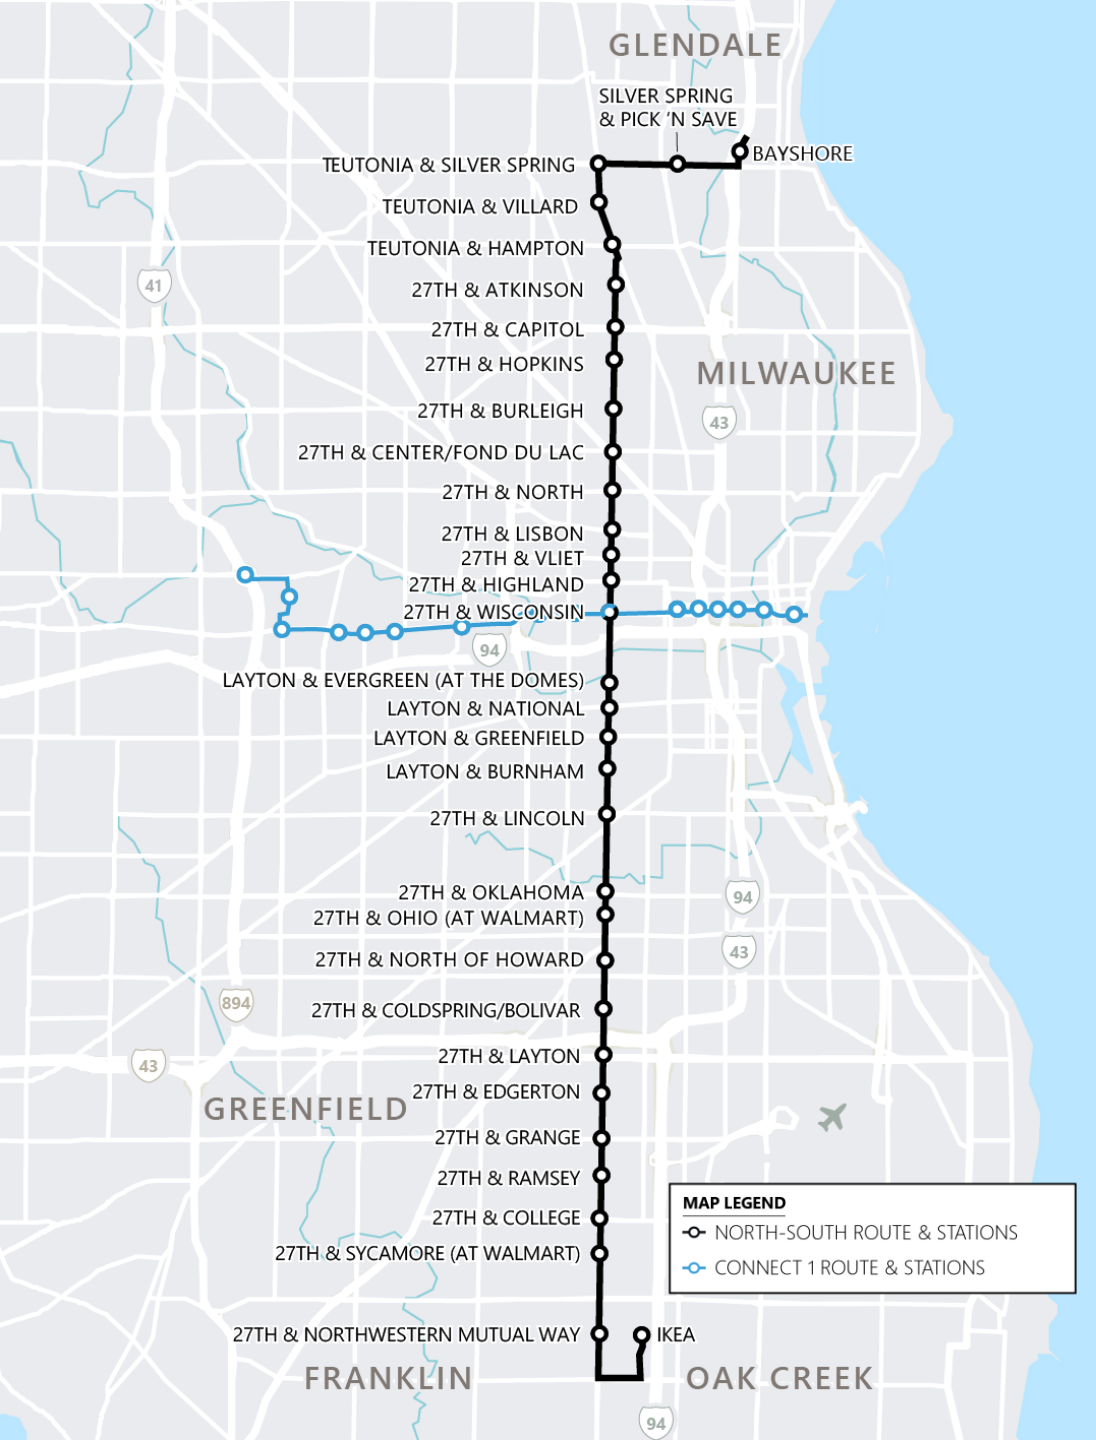 GLENDALE
SILVER SPRING
& PICK 'N SAVE
BAYSHORE
TEUTONIA & SILVER SPRING
TEUTONIA & VILLARD
TEUTONIA & HAMPTON
41
27TH & ATKINSON
27TH & CAPITOL
27TH & HOPKINS
MILWAUKEE
27TH & BURLEIGH
43
27TH & CENTER/FOND DU LAC
27TH & NORTH
27TH & LISBON
27TH & VLIET
27TH & HIGHLAND
27TH & WISCONSIN
94
LAYTON & EVERGREEN (AT THE DOMES)
LAYTON & NATIONAL
LAYTON & GREENFIELD
LAYTON & BURNHAM
27TH & LINCOLN
27TH & OKLAHOMA
94
27TH & OHIO (AT WALMART)
43
27TH & NORTH OF HOWARD
894
27TH & COLDSPRING/BOLIVAR
27TH & LAYTON
43
27TH & EDGERTON
GREENFIELD
27TH & GRANGE
27TH & RAMSEY
27TH & COLLEGE
27TH & SYCAMORE (AT WALMART)
MAP LEGEND
NORTH-SOUTH ROUTE & STATIONS
CONNECT 1 ROUTE & STATIONS
27TH & NORTHWESTERN MUTUAL WAY
IKEA
FRANKLIN
OAK CREEK
94